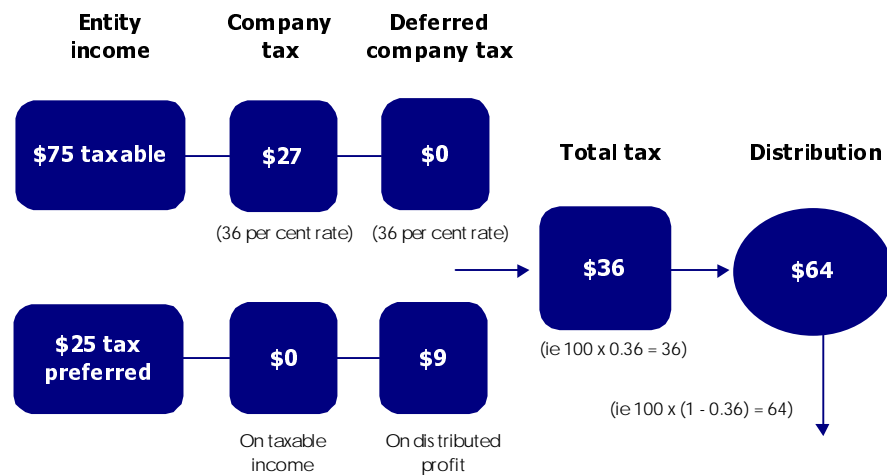 Entity
income
Company
tax
Deferred
company tax
$75 taxable
$27
$0
(36 per cent rate)
(36 per cent rate)
Total tax
Distribution
$36
$64
(ie 100 x 0.36 = 36)
(ie 100 x (1 - 0.36) = 64)
$25 tax
preferred
$0
$9
On taxable
income
On distributed
profit